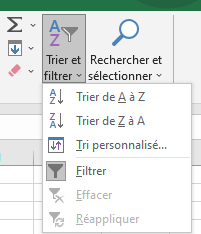 Trier et
filtrer
Rechercher et
sélectionner
Trier de A à Z
Trier de Z à A
Tri personnalisé...
Filtrer
Effacer
Réappliquer